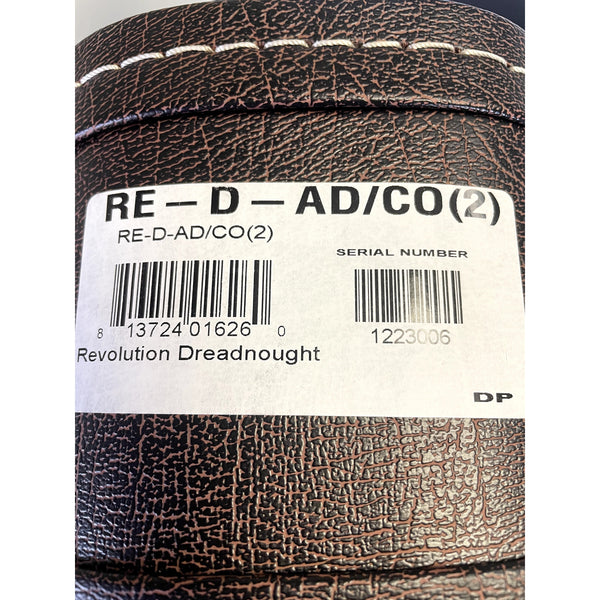 RE – D – AD/CO(2)
RE-D-AD/CO(2)
SERIAL NUMBER
8 13724 01626 0
1223006
Revolution Dreadnought
DP